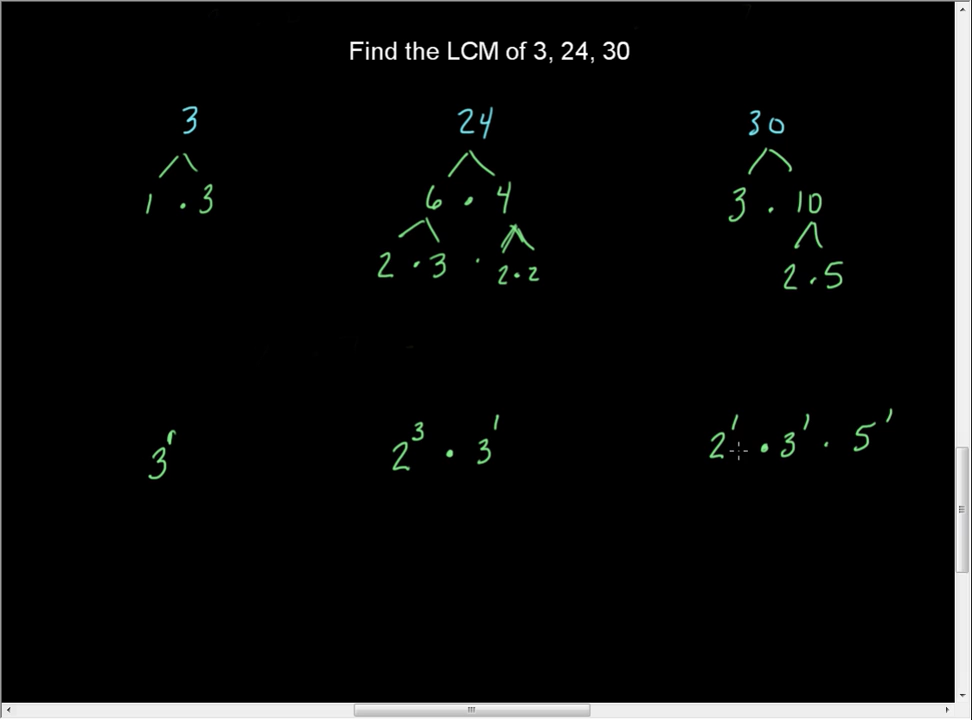 Find the LCM of 3, 24, 30
3 24 30
1 . 3 6 . 4 3 . 10
2 . 3 . 2 . 2 2 . 5
3¹ 2³ . 3¹ 2¹ . 3¹ . 5¹